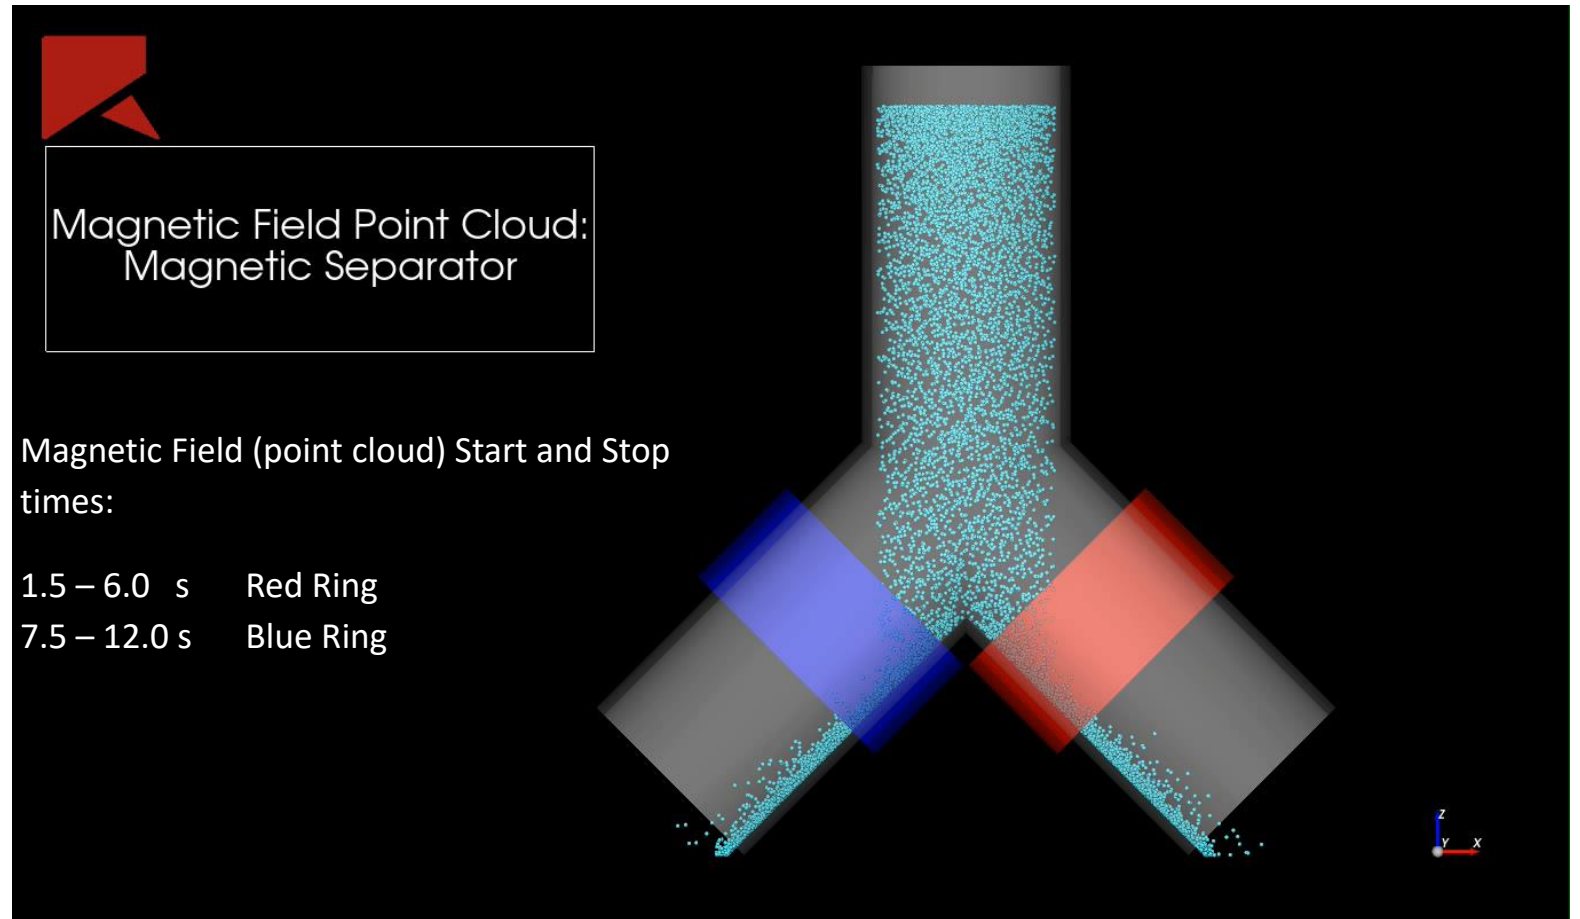 Magnetic Field Point Cloud:
Magnetic Separator
Magnetic Field (point cloud) Start and Stop
times:
1.5 – 6.0 s Red Ring
7.5 – 12.0 s Blue Ring
Z
Y X